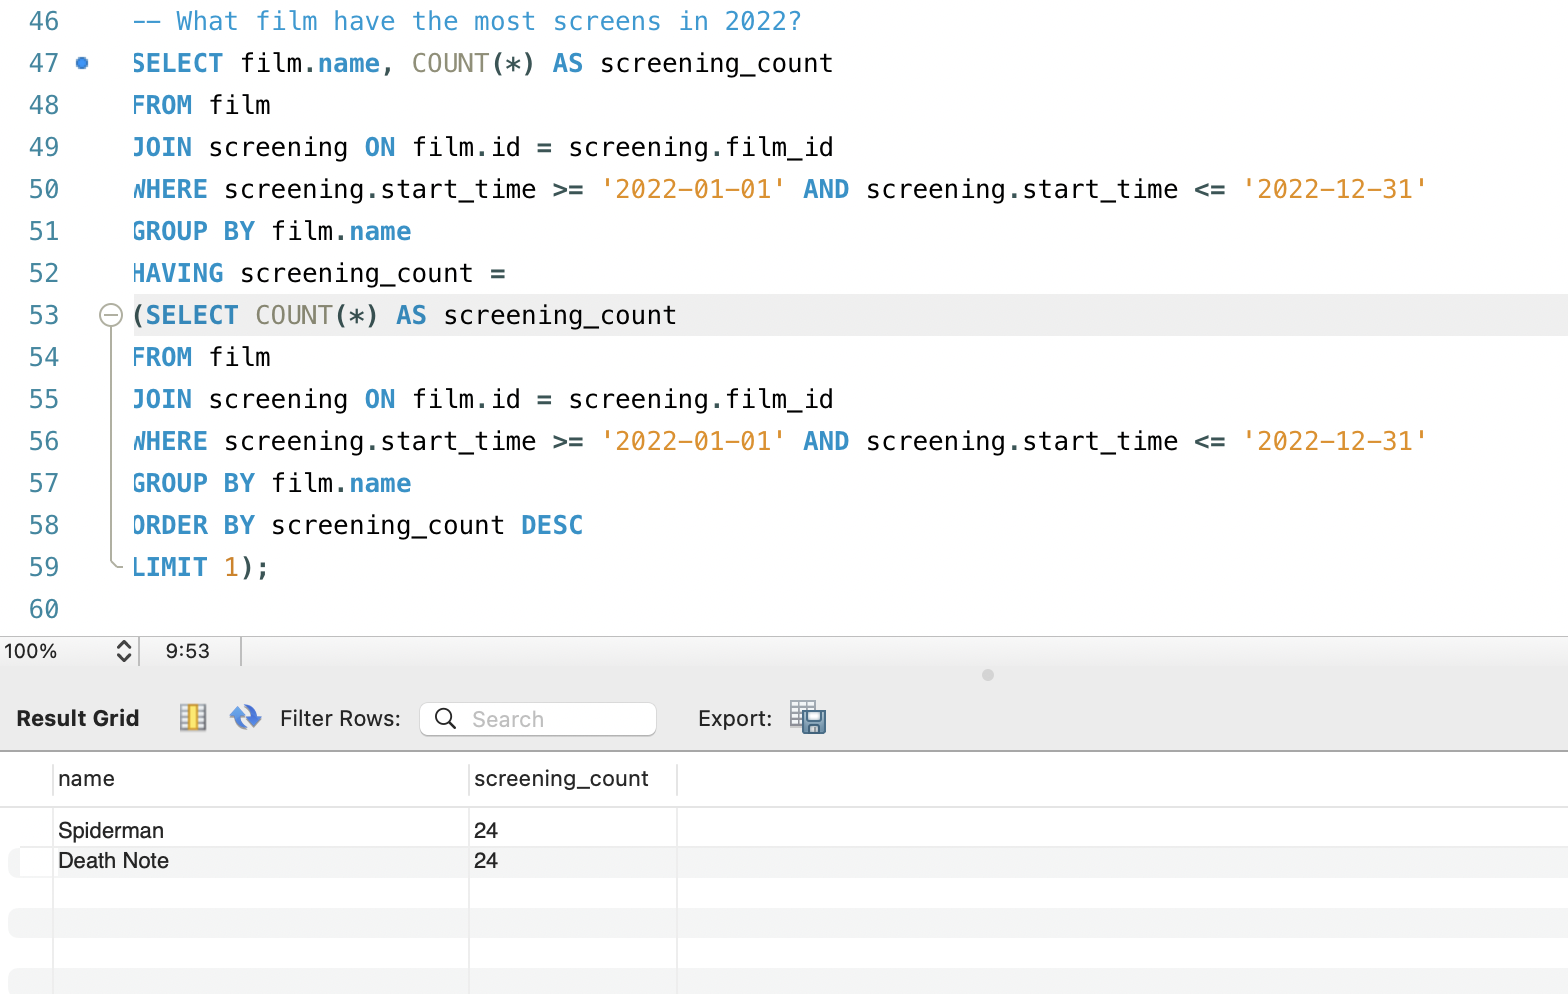 46 -- What film have the most screens in 2022?
47 SELECT film.name, COUNT(*) AS screening_count
48 FROM film
49 JOIN screening ON film.id = screening.film_id
50 WHERE screening.start_time >= '2022-01-01' AND screening.start_time <= '2022-12-31'
51 GROUP BY film.name
52 HAVING screening_count =
53 (SELECT COUNT(*) AS screening_count
54 FROM film
55 JOIN screening ON film.id = screening.film_id
56 WHERE screening.start_time >= '2022-01-01' AND screening.start_time <= '2022-12-31'
57 GROUP BY film.name
58 ORDER BY screening_count DESC
59 LIMIT 1);
60
100% 9:53
Result Grid Filter Rows: Search Export:
name screening_count
Spiderman 24
Death Note 24